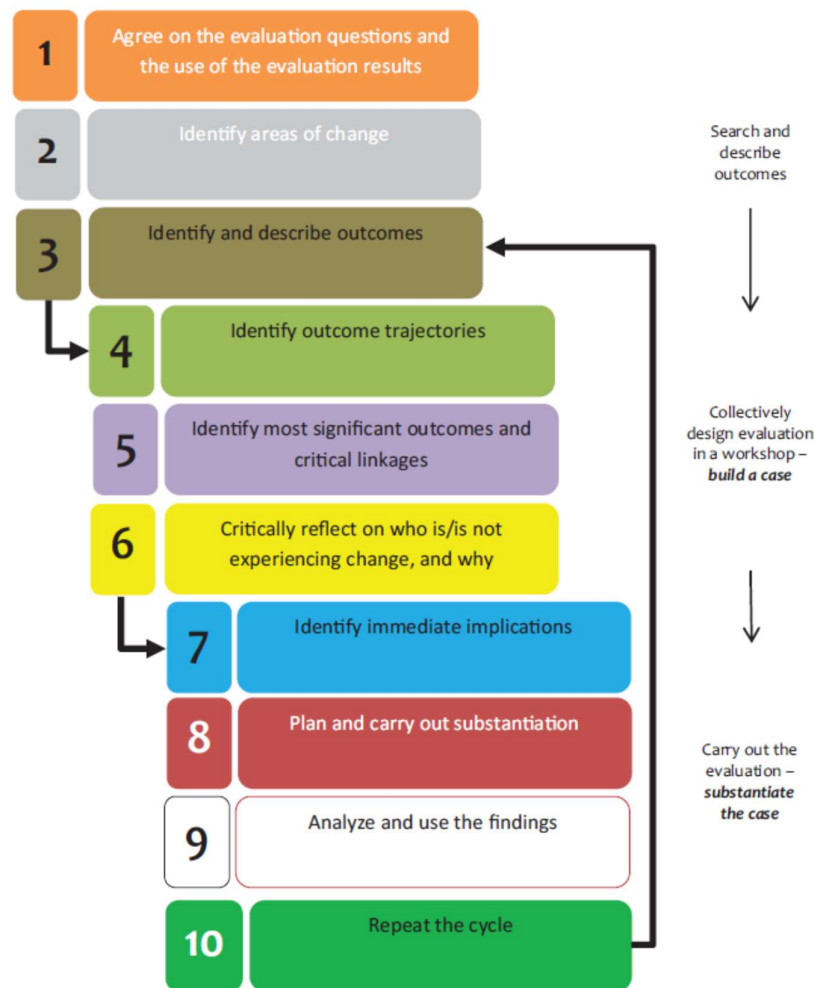 1
Agree on the evaluation questions and
the use of the evaluation results
2
Identify areas of change
3
Identify and describe outcomes
4
Identify outcome trajectories
5
Identify most significant outcomes and
critical linkages
6
Critically reflect on who is/is not
experiencing change, and why
7
Identify immediate implications
8
Plan and carry out substantiation
9
Analyze and use the findings
10
Repeat the cycle
Search and
describe
outcomes
Collectively
design evaluation
in a workshop –
build a case
Carry out the
evaluation –
substantiate
the case